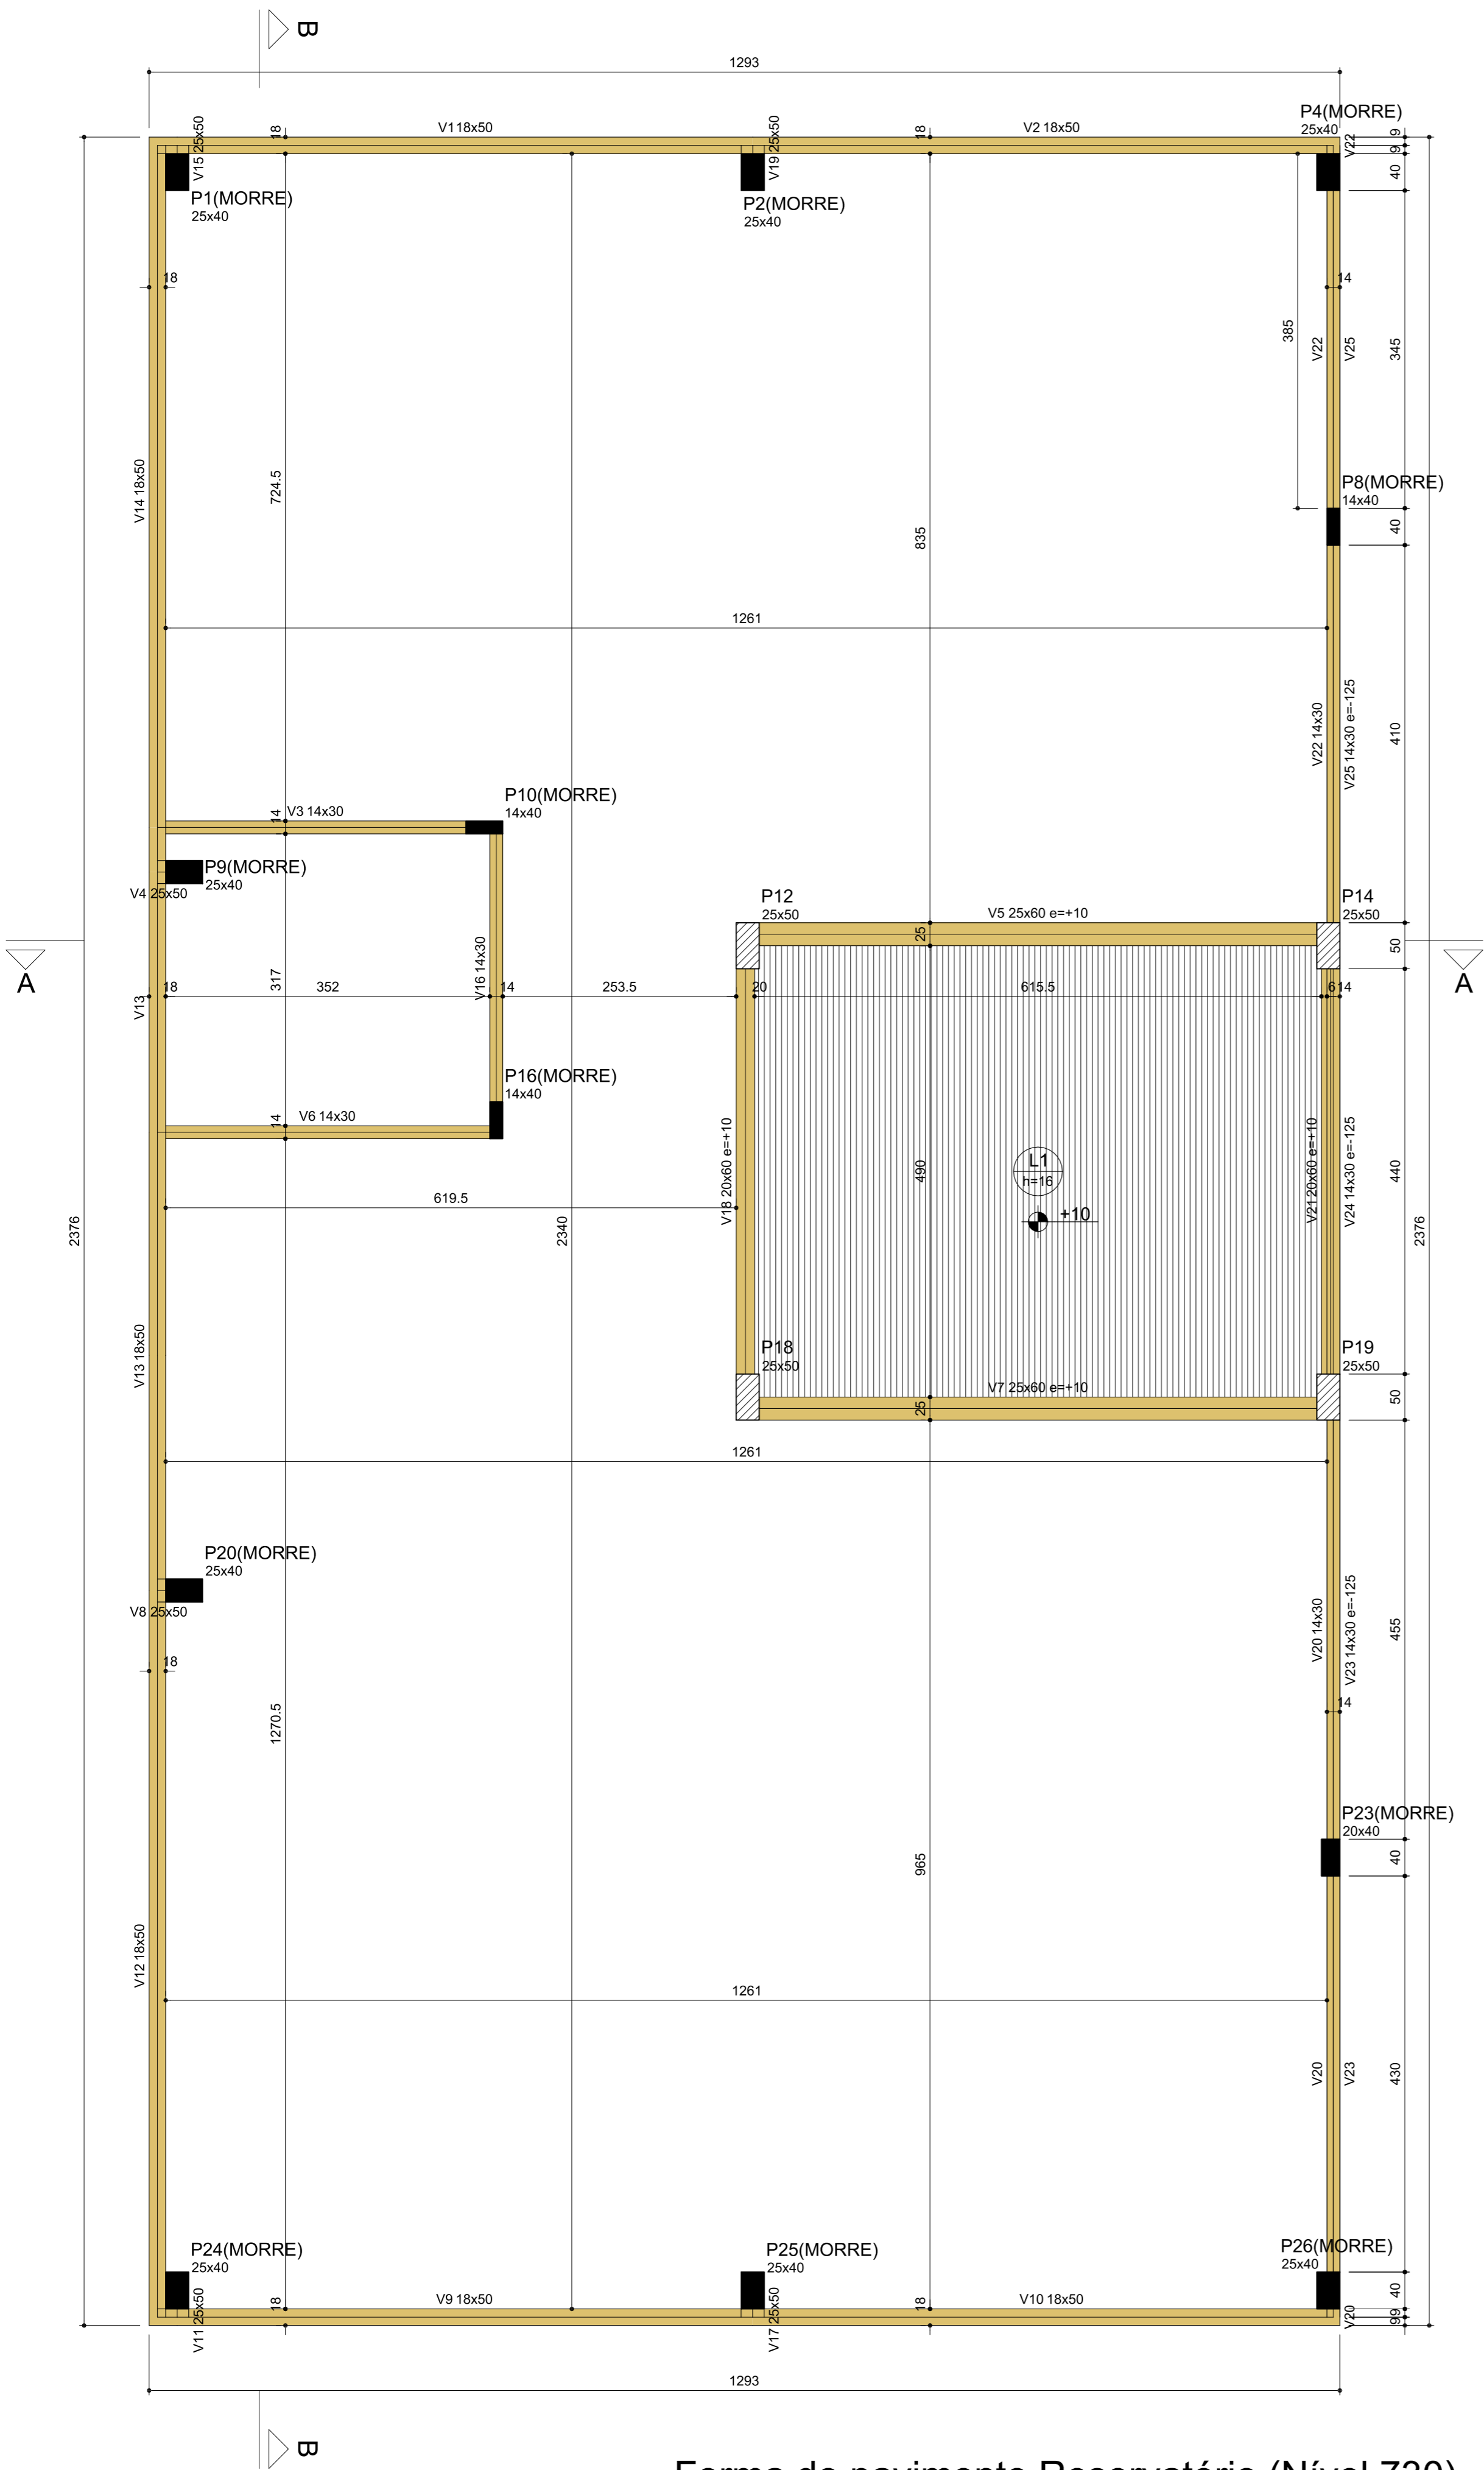 B
1293
P4(MORRE)
25x40
V1 18x50
V2 18x50
18
18
V15 25x50
V19 25x50
V22
9
9
40
P1(MORRE)
25x40
P2(MORRE)
25x40
18
14
385
V22
V25
345
V14 18x50
724.5
P8(MORRE)
14x40
835
40
1261
V22 14x30
V25 14x30 e=-125
410
P10(MORRE)
14x40
14
V3 14x30
P9(MORRE)
25x40
V4 25x50
P12
25x50
V5 25x60 e=+10
25
P14
25x50
50
A
A
V13
18
317
352
V16 14x30
14
253.5
20
615.5
6
14
P16(MORRE)
14x40
14
V6 14x30
V18 20x60 e=+10
490
L1
h=16
+10
V21 20x60 e=+10
V24 14x30 e=-125
440
619.5
2376
2340
2376
V13 18x50
P18
25x50
P19
25x50
V7 25x60 e=+10
25
50
1261
P20(MORRE)
25x40
V8 25x50
V20 14x30
V23 14x30 e=-125
455
18
1270.5
14
P23(MORRE)
20x40
965
40
V12 18x50
1261
V20
V23
430
P24(MORRE)
25x40
P25(MORRE)
25x40
P26(MORRE)
25x40
40
V9 18x50
V10 18x50
18
18
V11 25x50
V17 25x50
V20
9
9
1293
B
Forma do pavimento Reservatório (Nível 730)